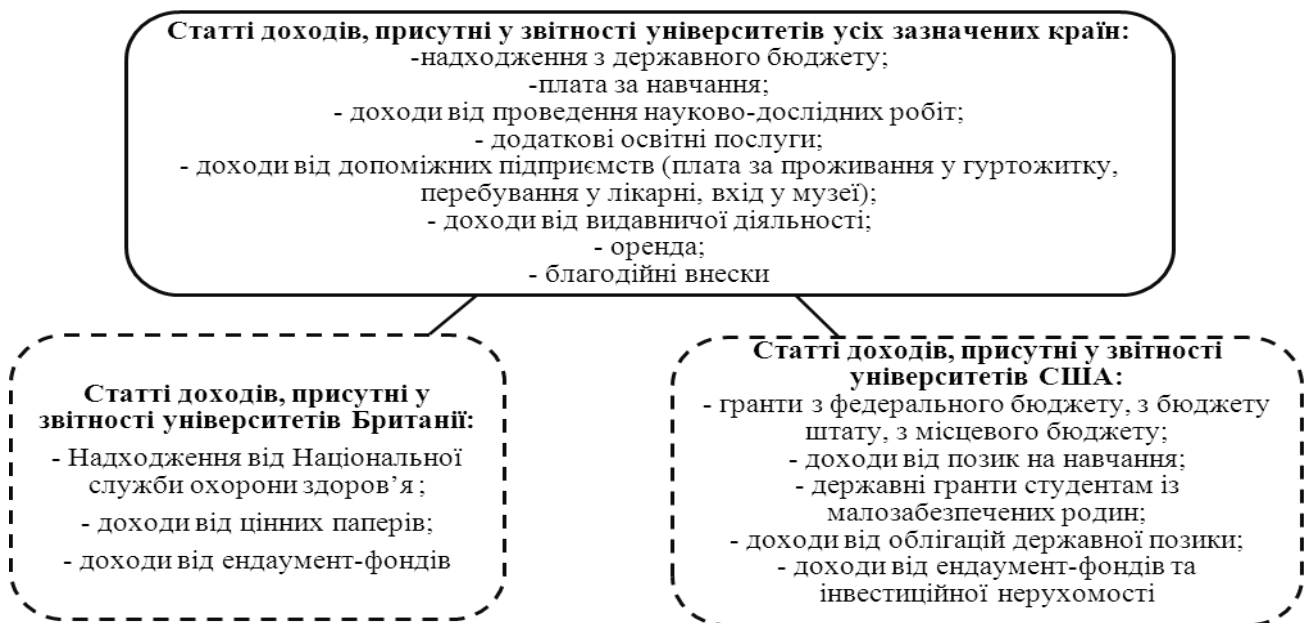 Статті доходів, присутні у звітності університетів усіх зазначених країн:
-надходження з державного бюджету;
-плата за навчання;
- доходи від проведення науково-дослідних робіт;
- додаткові освітні послуги;
- доходи від допоміжних підприємств (плата за проживання у гуртожитку,
перебування у лікарні, вхід у музеї);
- доходи від видавничої діяльності;
- оренда;
- благодійні внески
Статті доходів, присутні у
звітності університетів Британії:
- Надходження від Національної
служби охорони здоров’я ;
- доходи від цінних паперів;
- доходи від ендаумент-фондів
Статті доходів, присутні у звітності
університетів США:
- гранти з федерального бюджету, з бюджету
штату, з місцевого бюджету;
- доходи від позик на навчання;
- державні гранти студентам із
малозабезпечених родин;
- доходи від облігацій державної позики;
- доходи від ендаумент-фондів та
інвестиційної нерухомості